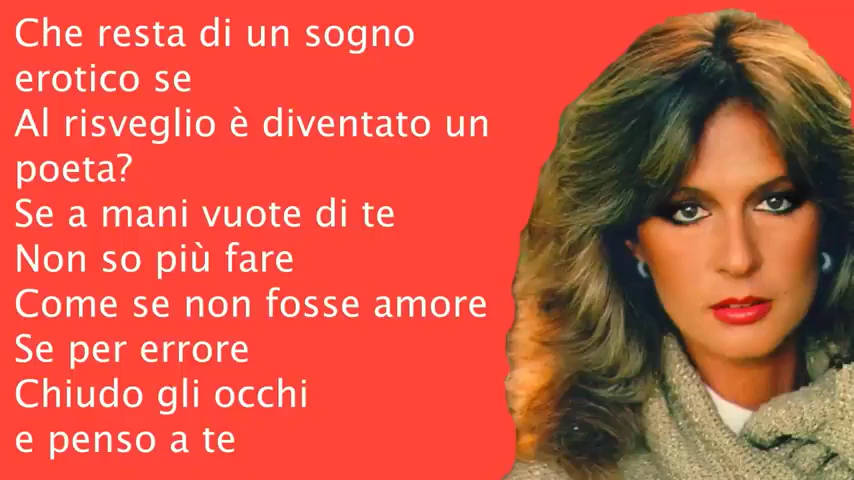 Che resta di un sogno
erotico se
Al risveglio è diventato un
poeta?
Se a mani vuote di te
Non so più fare
Come se non fosse amore
Se per errore
Chiudo gli occhi
e penso a te